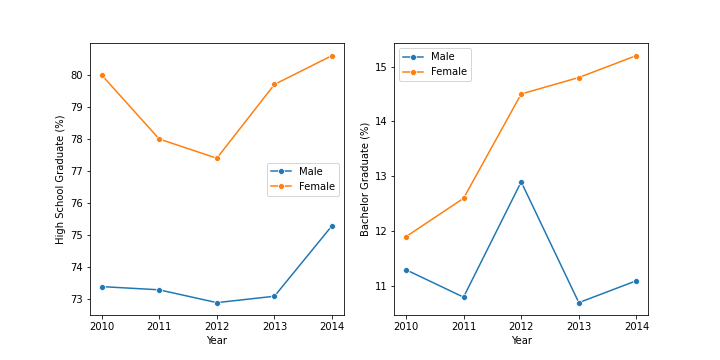 80
79
78
77
76
75
74
73
High School Graduate (%)
Male
Female
2010 2011 2012 2013 2014
Year
15
14
13
12
11
Bachelor Graduate (%)
Male
Female
2010 2011 2012 2013 2014
Year